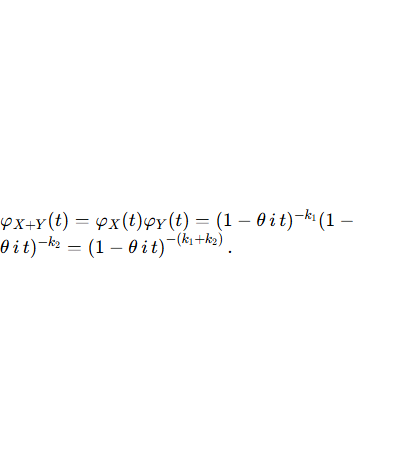 φ_{X+Y}(t) = φ_X(t)φ_Y(t) = (1 − θ i t)^{−k_1}(1 −
θ i t)^{−k_2} = (1 − θ i t)^{−(k_1+k_2)} .